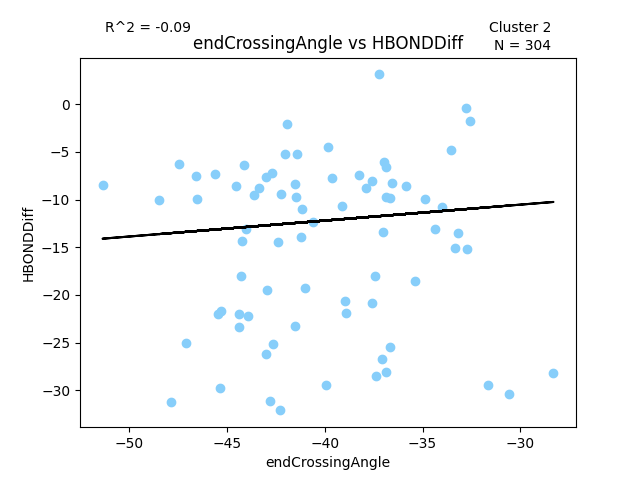 R^2 = -0.09
Cluster 2
N = 304
endCrossingAngle vs HBONDDiff
HBONDDiff
0
−5
−10
−15
−20
−25
−30
−50
−45
−40
−35
−30
endCrossingAngle